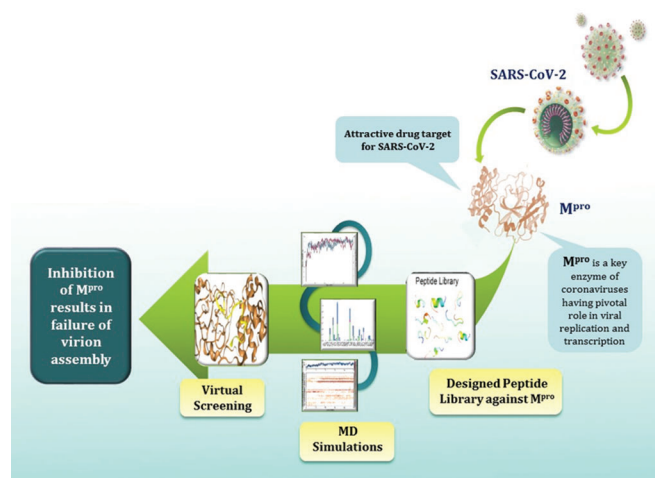 SARS-CoV-2
Attractive drug target
for SARS-CoV-2
Mpro
Mpro is a key
enzyme of
coronaviruses
having pivotal
role in viral
replication and
transcription
Peptide Library
Designed Peptide
Library against Mpro
MD
Simulations
Virtual
Screening
Inhibition
of Mpro
results in
failure of
virion
assembly